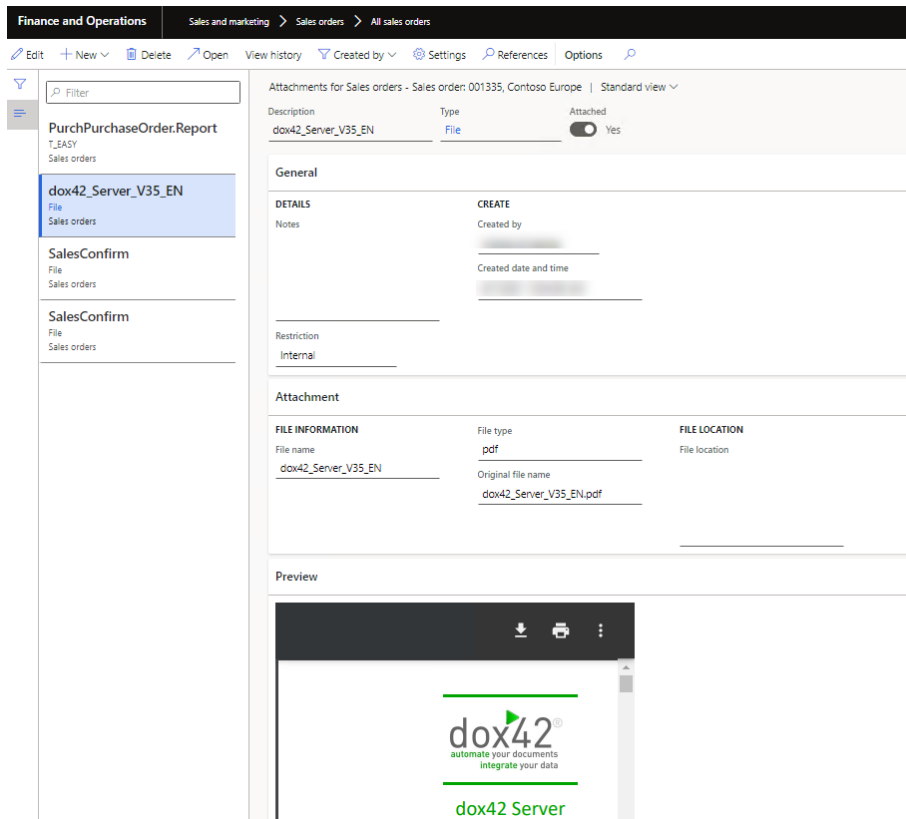 Finance and Operations
Sales and marketing > Sales orders > All sales orders
Edit + New Delete Open View history Created by Settings References Options
Filter
PurchPurchaseOrder.Report
T_EASY
Sales orders
dox42_Server_V35_EN
File
Sales orders
SalesConfirm
File
Sales orders
SalesConfirm
File
Sales orders
Attachments for Sales orders - Sales order: 001335, Contoso Europe | Standard view
Description Type Attached
dox42_Server_V35_EN File Yes
General
DETAILS CREATE
Notes Created by
Created date and time
Restriction
Internal
Attachment
FILE INFORMATION File type FILE LOCATION
File name pdf File location
dox42_Server_V35_EN Original file name
dox42_Server_V35_EN.pdf
Preview
dox42®
automate your documents
integrate your data
dox42 Server